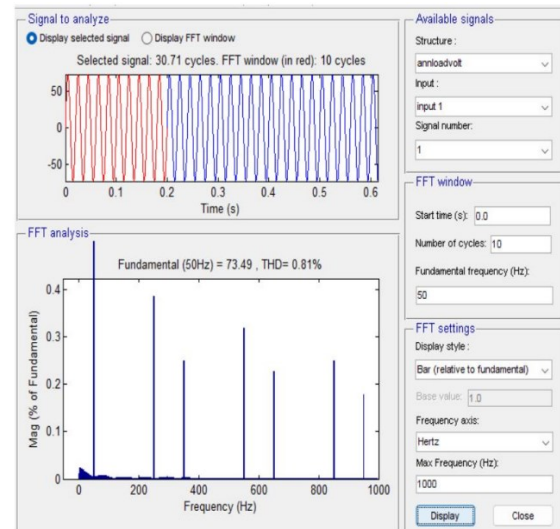 Signal to analyze
Display selected signal Display FFT window
Selected signal: 30.71 cycles. FFT window (in red): 10 cycles
50
0
-50
0 0.1 0.2 0.3 0.4 0.5 0.6
Time (s)
FFT analysis
Fundamental (50Hz) = 73.49 , THD= 0.81%
Mag (% of Fundamental)
0.4
0.3
0.2
0.1
0
0 200 400 600 800 1000
Frequency (Hz)
Available signals
Structure :
annloadvolt
Input :
input 1
Signal number:
1
FFT window
Start time (s): 0.0
Number of cycles: 10
Fundamental frequency (Hz):
50
FFT settings
Display style :
Bar (relative to fundamental)
Base value: 1.0
Frequency axis:
Hertz
Max Frequency (Hz):
1000
Display Close